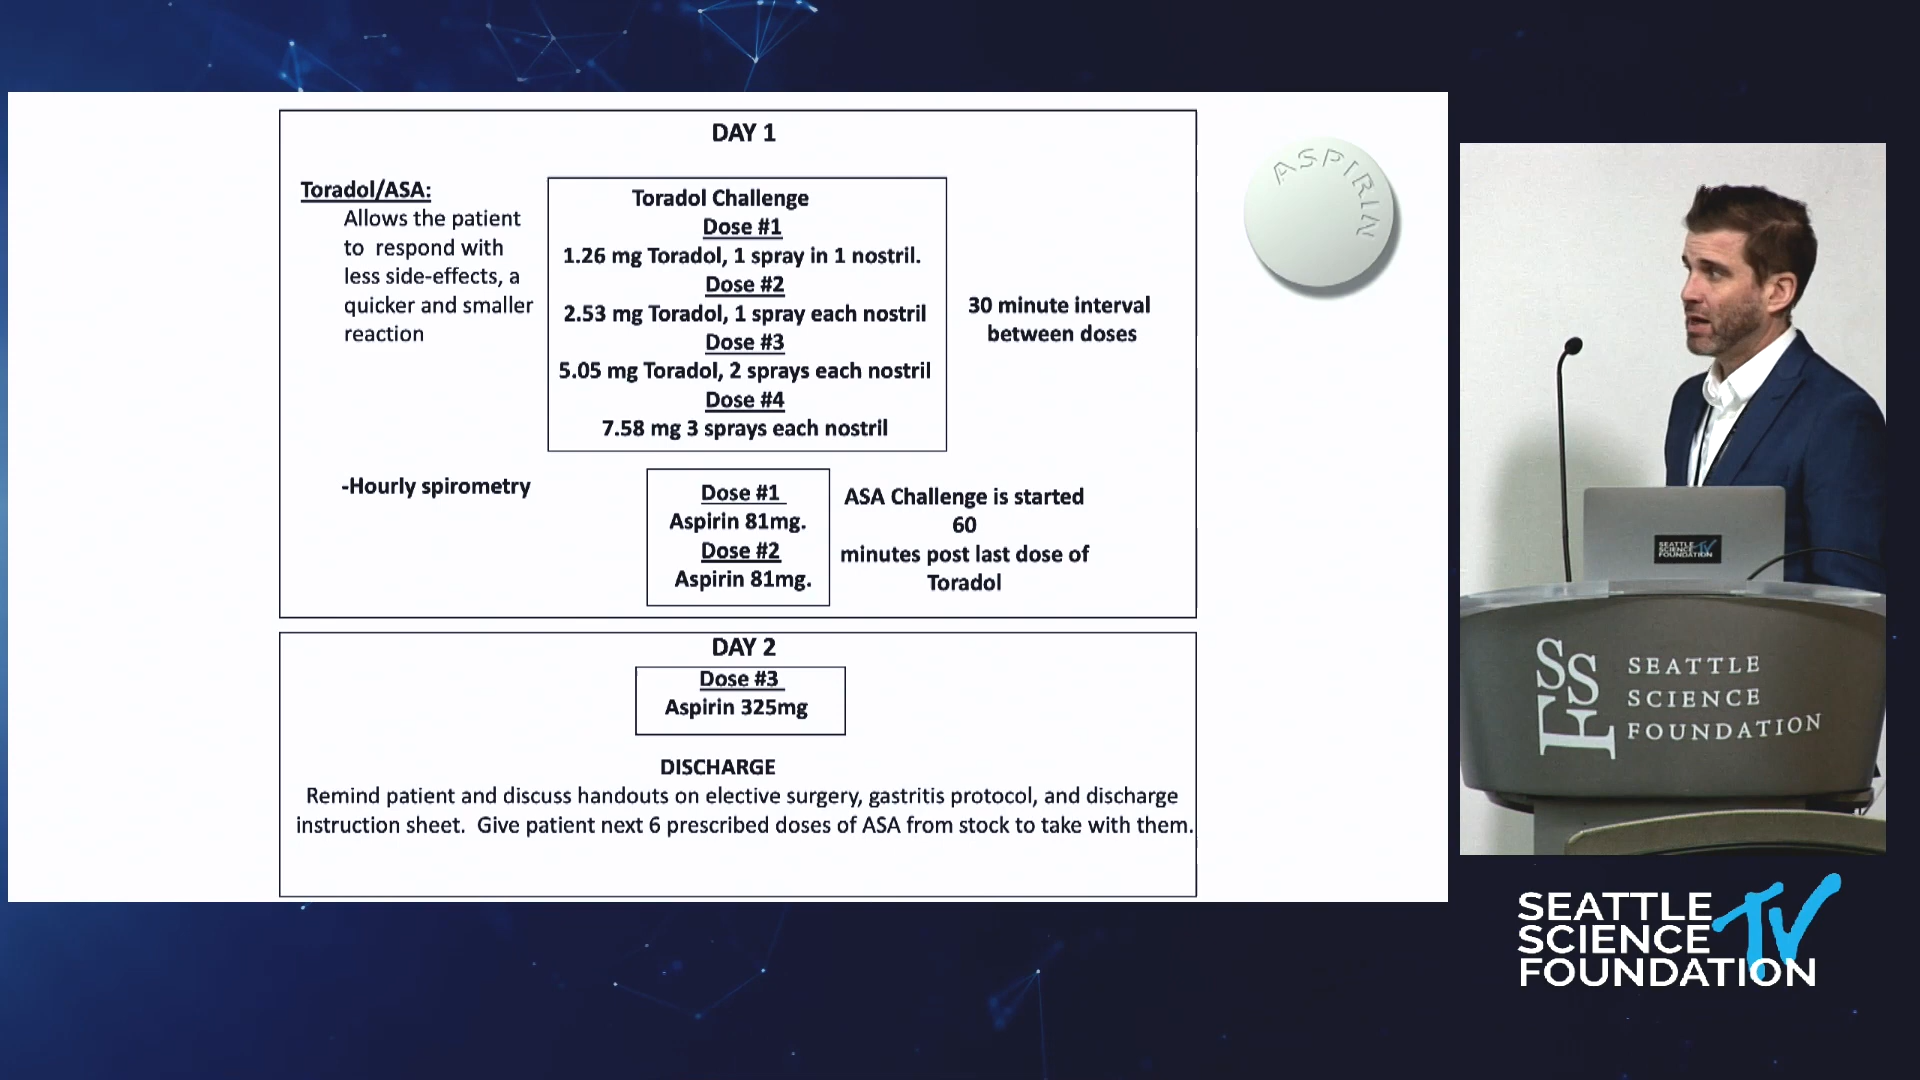 DAY 1
Toradol/ASA:
Allows the patient
to respond with
less side-effects, a
quicker and smaller
reaction
Toradol Challenge
Dose #1
1.26 mg Toradol, 1 spray in 1 nostril.
Dose #2
2.53 mg Toradol, 1 spray each nostril
Dose #3
5.05 mg Toradol, 2 sprays each nostril
Dose #4
7.58 mg 3 sprays each nostril
30 minute interval
between doses
-Hourly spirometry
Dose #1
Aspirin 81mg.
Dose #2
Aspirin 81mg.
ASA Challenge is started
60
minutes post last dose of
Toradol
DAY 2
Dose #3
Aspirin 325mg
DISCHARGE
Remind patient and discuss handouts on elective surgery, gastritis protocol, and discharge
instruction sheet. Give patient next 6 prescribed doses of ASA from stock to take with them.
ASPIRIN
SEATTLE
SCIENCE TV
FOUNDATION
SSF
SEATTLE
SCIENCE
FOUNDATION
SEATTLE
SCIENCE TV
FOUNDATION